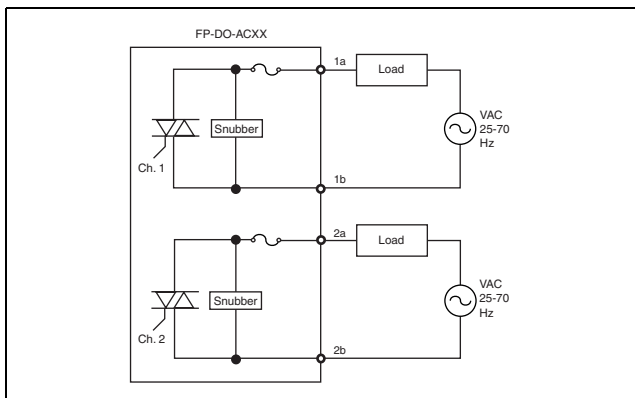 FP-DO-ACXX
1a
Load
VAC
25-70
Hz
Snubber
Ch. 1
1b
2a
Load
VAC
25-70
Hz
Snubber
Ch. 2
2b